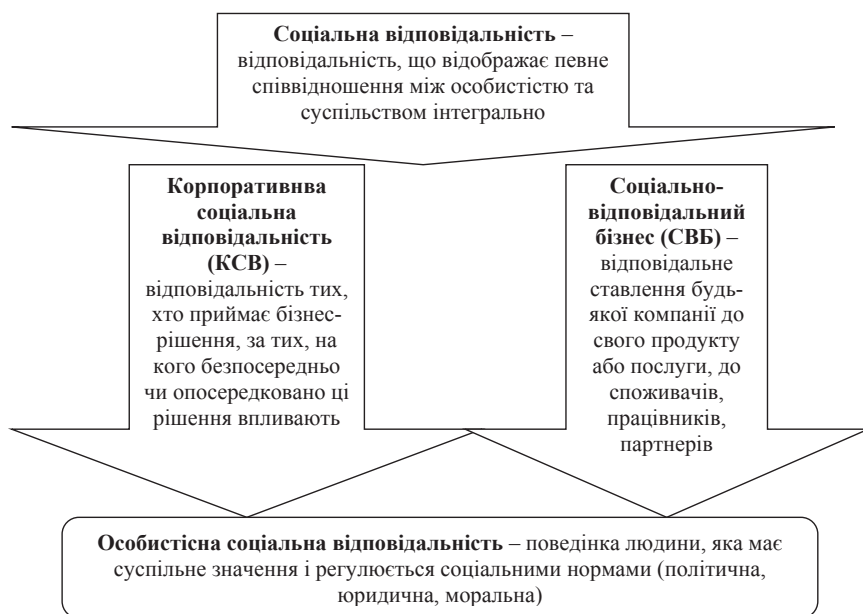 Соціальна відповідальність –
відповідальність, що відображає певне
співвідношення між особистістю та
суспільством інтегрально
Корпоративнва
соціальна
відповідальність
(КСВ) –
відповідальність тих,
хто приймає бізнес-
рішення, за тих, на
кого безпосередньо
чи опосередковано ці
рішення впливають
Соціально-
відповідальний
бізнес (СВБ) –
відповідальне
ставлення будь-
якої компанії до
свого продукту
або послуги, до
споживачів,
працівників,
партнерів
Особистісна соціальна відповідальність – поведінка людини, яка має
суспільне значення і регулюється соціальними нормами (політична,
юридична, моральна)